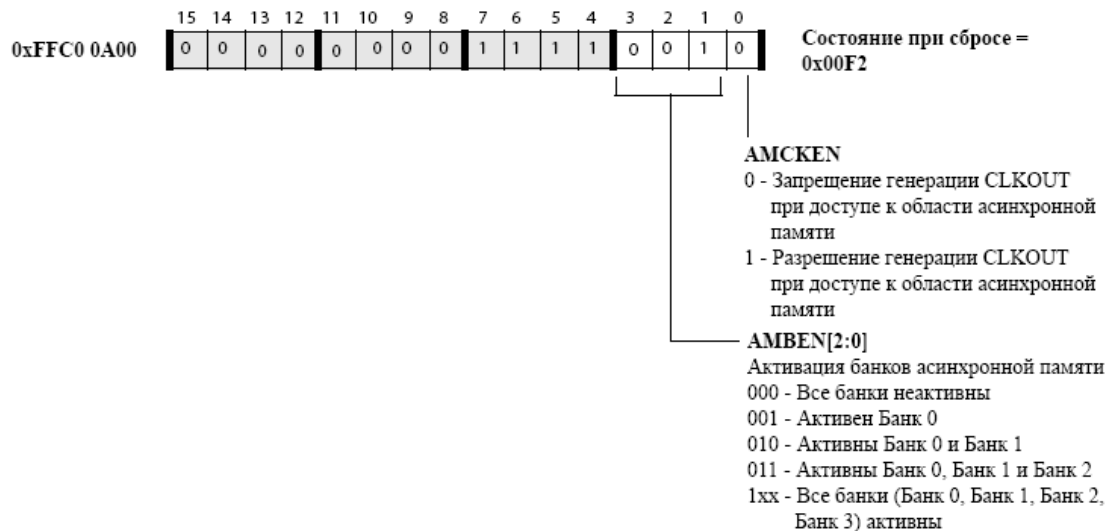 15 14 13 12 11 10 9 8 7 6 5 4 3 2 1 0
0xFFC0 0A00
0 0 0 0 0 0 0 0 1 1 1 1 0 0 1 0
Состояние при сбросе =
0x00F2
AMCKEN
0 - Запрещение генерации CLKOUT
при доступе к области асинхронной
памяти
1 - Разрешение генерации CLKOUT
при доступе к области асинхронной
памяти
AMBEN[2:0]
Активация банков асинхронной памяти
000 - Все банки неактивны
001 - Активен Банк 0
010 - Активны Банк 0 и Банк 1
011 - Активны Банк 0, Банк 1 и Банк 2
1xx - Все банки (Банк 0, Банк 1, Банк 2,
Банк 3) активны